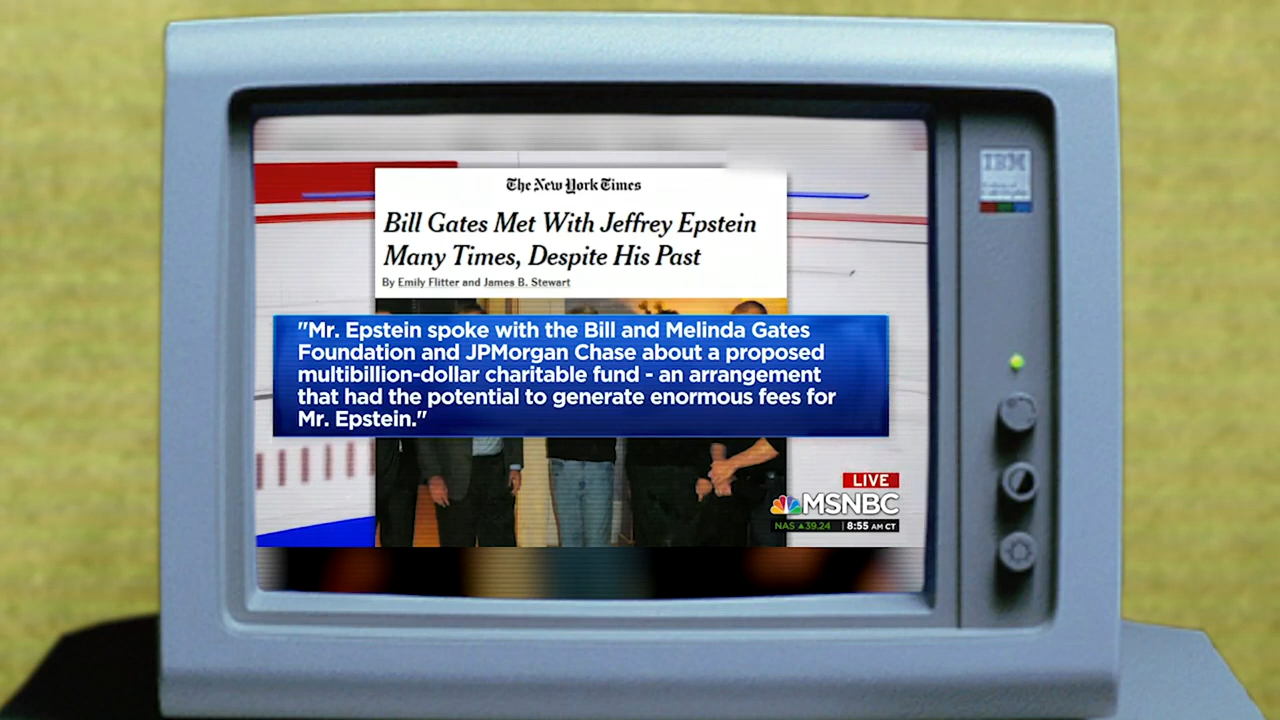 The New York Times
Bill Gates Met With Jeffrey Epstein
Many Times, Despite His Past
By Emily Flitter and James B. Stewart
"Mr. Epstein spoke with the Bill and Melinda Gates
Foundation and JPMorgan Chase about a proposed
multibillion-dollar charitable fund - an arrangement
that had the potential to generate enormous fees for
Mr. Epstein."
LIVE
MSNBC
NAS ▲39.24 8:55 AM CT
IBM